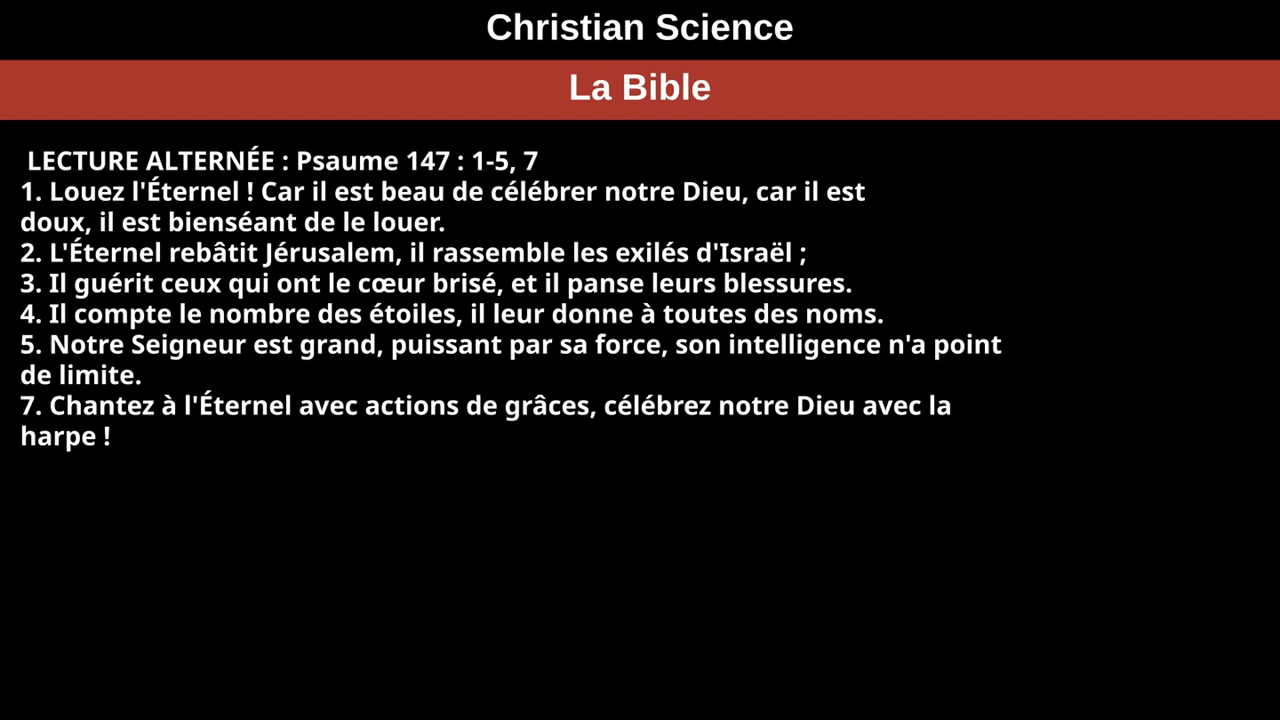 Christian Science
La Bible
LECTURE ALTERNÉE : Psaume 147 : 1-5, 7
1. Louez l'Éternel ! Car il est beau de célébrer notre Dieu, car il est
doux, il est bienséant de le louer.
2. L'Éternel rebâtit Jérusalem, il rassemble les exilés d'Israël ;
3. Il guérit ceux qui ont le cœur brisé, et il panse leurs blessures.
4. Il compte le nombre des étoiles, il leur donne à toutes des noms.
5. Notre Seigneur est grand, puissant par sa force, son intelligence n'a point
de limite.
7. Chantez à l'Éternel avec actions de grâces, célébrez notre Dieu avec la
harpe !